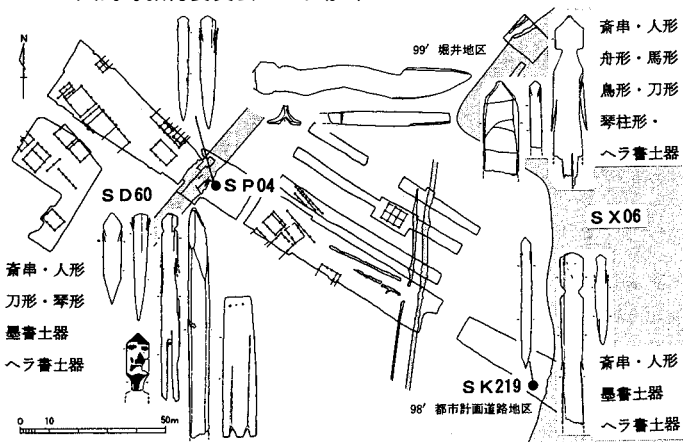 N
99' 堀井地区
斎串・人形
舟形・馬形
鳥形・刀形
琴柱形・
ヘラ書土器
SD60
SP04
SX06
斎串・人形
刀形・琴形
墨書土器
ヘラ書土器
斎串・人形
墨書土器
ヘラ書土器
SK219
98' 都市計画道路地区
0 10 50m